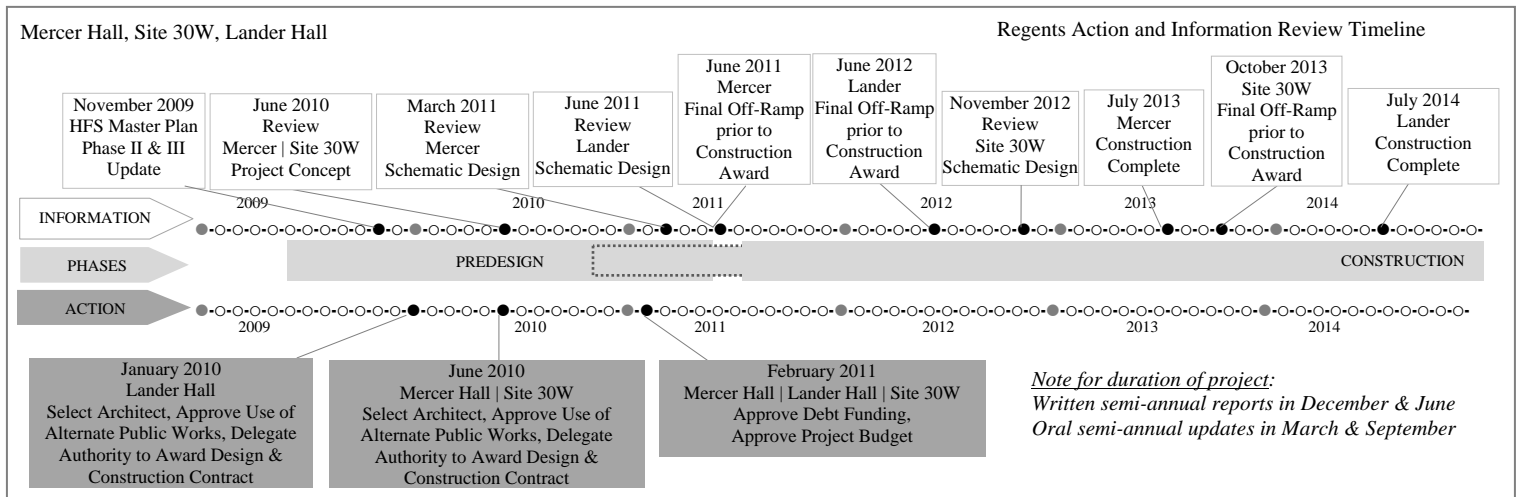 Mercer Hall, Site 30W, Lander Hall
Regents Action and Information Review Timeline
November 2009
HFS Master Plan
Phase II & III
Update
June 2010
Review
Mercer | Site 30W
Project Concept
March 2011
Review
Mercer
Schematic Design
June 2011
Review
Lander
Schematic Design
June 2011
Mercer
Final Off-Ramp
prior to
Construction
Award
June 2012
Lander
Final Off-Ramp
prior to
Construction
Award
November 2012
Review
Site 30W
Schematic Design
July 2013
Mercer
Construction
Complete
October 2013
Site 30W
Final Off-Ramp
prior to
Construction
Award
July 2014
Lander
Construction
Complete
2009 2010 2011 2012 2013 2014
INFORMATION
PHASES
PREDESIGN
CONSTRUCTION
ACTION
2009 2010 2011 2012 2013 2014
January 2010
Lander Hall
Select Architect, Approve Use of
Alternate Public Works, Delegate
Authority to Award Design &
Construction Contract
June 2010
Mercer Hall | Site 30W
Select Architect, Approve Use of
Alternate Public Works, Delegate
Authority to Award Design &
Construction Contract
February 2011
Mercer Hall | Lander Hall | Site 30W
Approve Debt Funding,
Approve Project Budget
Note for duration of project:
Written semi-annual reports in December & June
Oral semi-annual updates in March & September